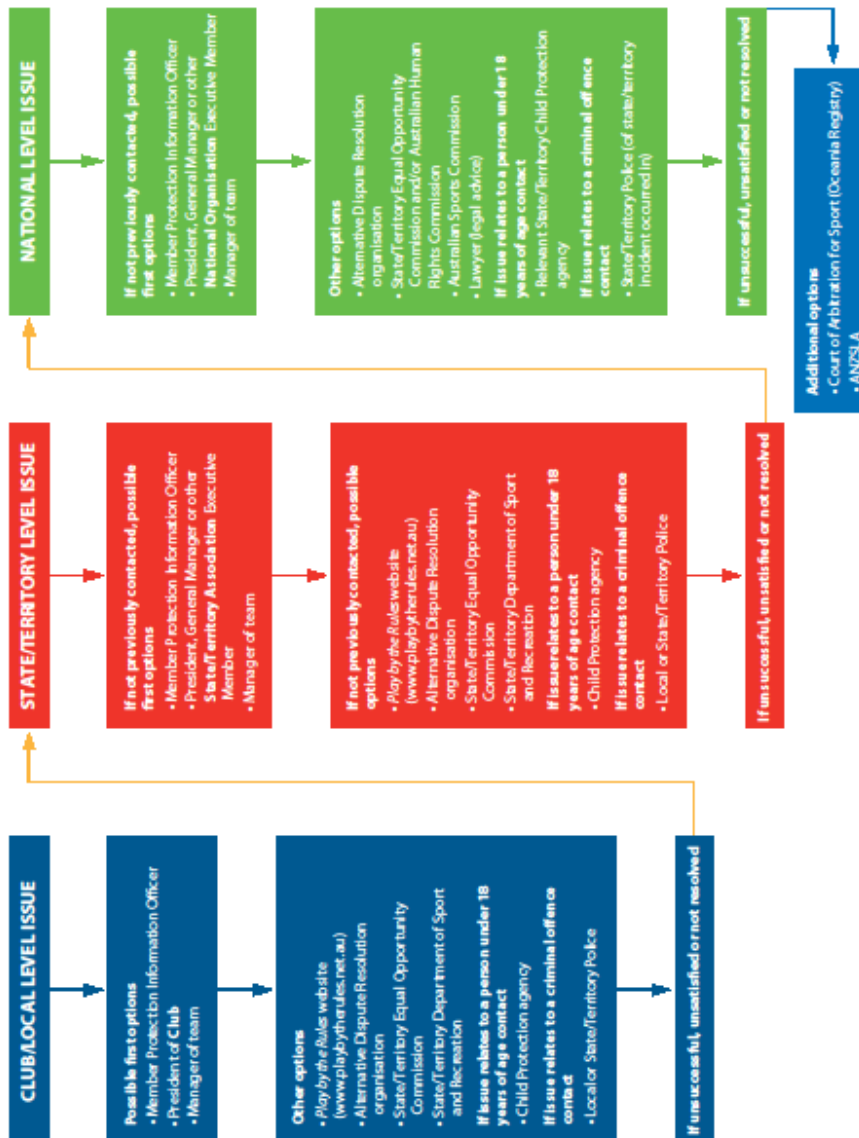 CLUB/LOCAL LEVEL ISSUE
Possible first options
• Member Protection Information Officer
• President of Club
• Manager of team
Other options
• Play by the Rules website
(www.playbytherules.net.au)
• Alternative Dispute Resolution
organisation
• State/Territory Equal Opportunity
Commission
• State/Territory Department of Sport
and Recreation
If issue relates to a person under 18
years of age contact
• Child Protection agency
If issue relates to a criminal offence
contact
• Local or State/Territory Police
If unsuccessful, unsatisfied or not resolved
STATE/TERRITORY LEVEL ISSUE
If not previously contacted, possible
first options
• Member Protection Information Officer
• President, General Manager or other
State/Territory Association Executive
Member
• Manager of team
If not previously contacted, possible
options
• Play by the Rules website
(www.playbytherules.net.au)
• Alternative Dispute Resolution
organisation
• State/Territory Equal Opportunity
Commission
• State/Territory Department of Sport
and Recreation
If issue relates to a person under 18
years of age contact
• Child Protection agency
If issue relates to a criminal offence
contact
• Local or State/Territory Police
If unsuccessful, unsatisfied or not resolved
NATIONAL LEVEL ISSUE
If not previously contacted, possible
first options
• Member Protection Information Officer
• President, General Manager or other
National Organisation Executive Member
• Manager of team
Other options
• Alternative Dispute Resolution
organisation
• State/Territory Equal Opportunity
Commission and/or Australian Human
Rights Commission
• Australian Sports Commission
• Lawyer (legal advice)
If issue relates to a person under 18
years of age contact
• Relevant State/Territory Child Protection
agency
If issue relates to a criminal offence
contact
• State/Territory Police (of state/territory
incident occurred in)
If unsuccessful, unsatisfied or not resolved
Additional options
• Court of Arbitration for Sport (Oceania Registry)
• ANZSLA